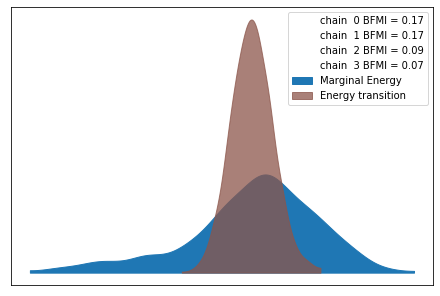 chain  0 BFMI = 0.17
chain  1 BFMI = 0.17
chain  2 BFMI = 0.09
chain  3 BFMI = 0.07
Marginal Energy
Energy transition